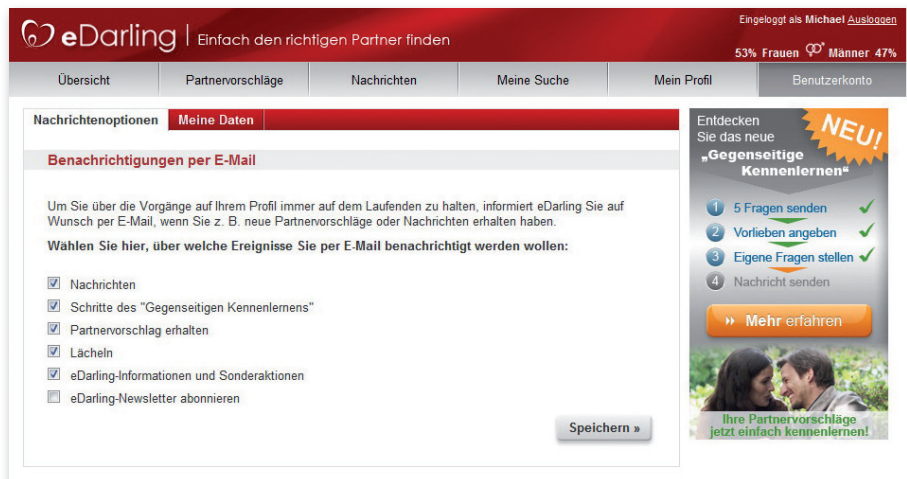 eDarling | Einfach den richtigen Partner finden
Eingeloggt als Michael Ausloggen
53% Frauen Männer 47%
Übersicht Partnervorschläge Nachrichten Meine Suche Mein Profil Benutzerkonto
Nachrichtenoptionen Meine Daten
Benachrichtigungen per E-Mail
Um Sie über die Vorgänge auf Ihrem Profil immer auf dem Laufenden zu halten, informiert eDarling Sie auf
Wunsch per E-Mail, wenn Sie z. B. neue Partnervorschläge oder Nachrichten erhalten haben.
Wählen Sie hier, über welche Ereignisse Sie per E-Mail benachrichtigt werden wollen:
Nachrichten
Schritte des "Gegenseitigen Kennenlernens"
Partnervorschlag erhalten
Lächeln
eDarling-Informationen und Sonderaktionen
eDarling-Newsletter abonnieren
Speichern »
Entdecken
Sie das neue
„Gegenseitige
Kennenlernen“
NEU!
1 5 Fragen senden
2 Vorlieben angeben
3 Eigene Fragen stellen
4 Nachricht senden
» Mehr erfahren
Ihre Partnervorschläge
jetzt einfach kennenlernen!